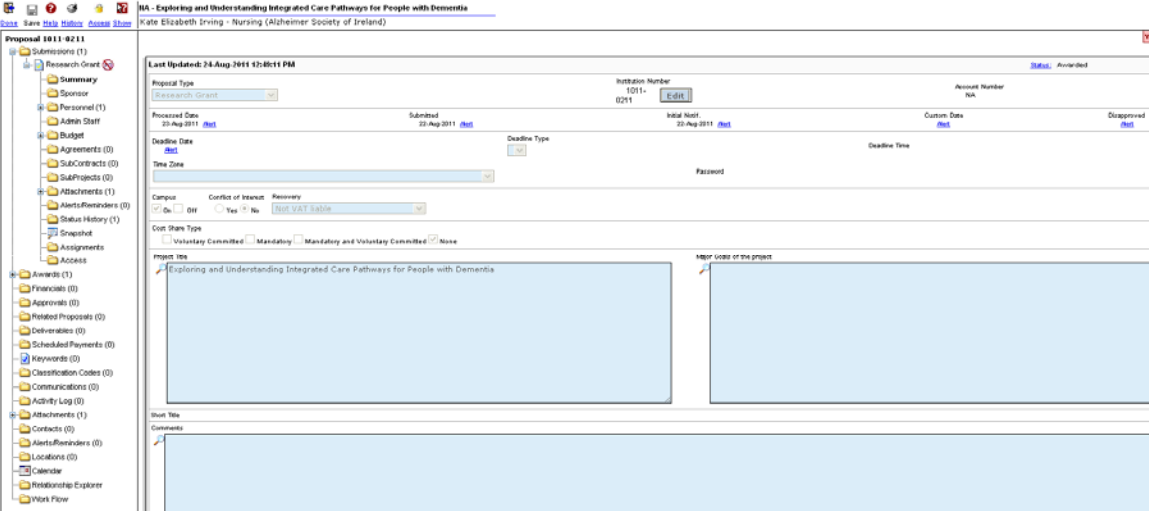 NA - Exploring and Understanding Integrated Care Pathways for People with Dementia
Done Save Help History Access Show
Kate Elizabeth Irving - Nursing (Alzheimer Society of Ireland)
Proposal 1011-0211
Submissions (1)
Research Grant
Summary
Sponsor
Personnel (1)
Admin Staff
Budget
Agreements (0)
SubContracts (0)
SubProjects (0)
Attachments (1)
Alerts/Reminders (0)
Status History (1)
Snapshot
Assignments
Access
Awards (1)
Financials (0)
Approvals (0)
Related Proposals (0)
Deliverables (0)
Scheduled Payments (0)
Keywords (0)
Classification Codes (0)
Communications (0)
Activity Log (0)
Attachments (1)
Contacts (0)
Alerts/Reminders (0)
Locations (0)
Calendar
Relationship Explorer
Work Flow
Last Updated: 24-Aug-2011 12:49:11 PM
Status: Awarded
Proposal Type
Research Grant
Institution Number
1011-
0211
Edit
Account Number
NA
Processed Date
Submitted
Initial Notif.
Custom Date
Disapproved
23-Aug-2011 Alert
22-Aug-2011 Alert
22-Aug-2011 Alert
Alert
Alert
Deadline Date
Alert
Deadline Type
Deadline Time
Time Zone
Password
Campus
Conflict of Interest
Recovery
On Off
Yes No
Not VAT liable
Cost Share Type
Voluntary Committed Mandatory Mandatory and Voluntary Committed None
Project Title
Major Goals of the project
Exploring and Understanding Integrated Care Pathways for People with Dementia
Short Title
Comments